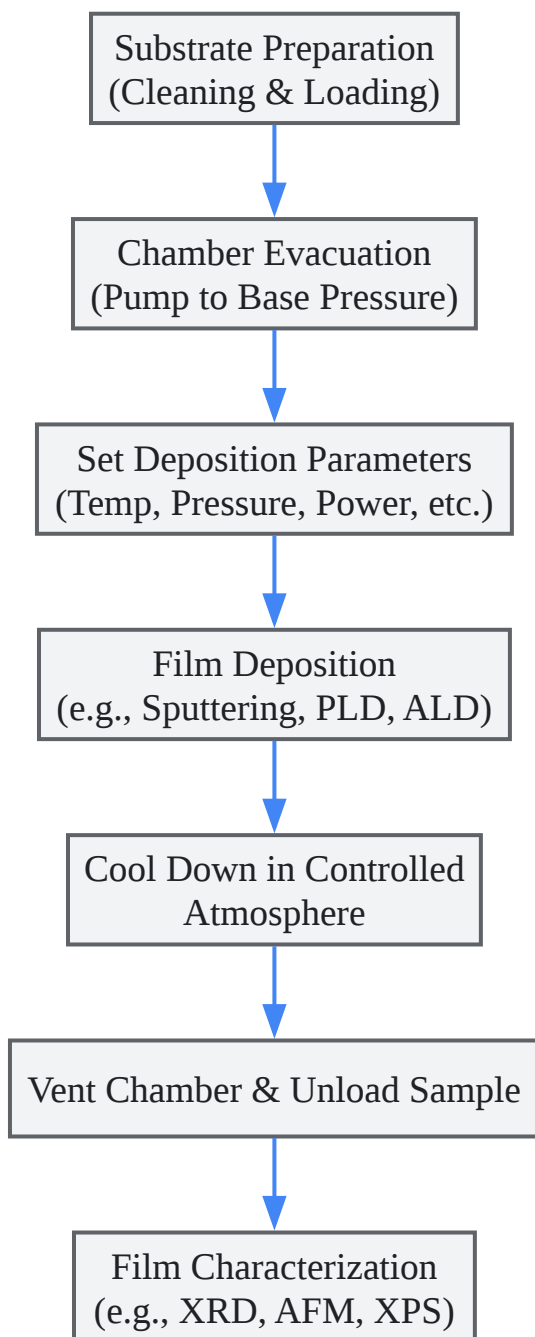 Substrate Preparation
(Cleaning & Loading)
Chamber Evacuation
(Pump to Base Pressure)
Set Deposition Parameters
(Temp, Pressure, Power, etc.)
Film Deposition
(e.g., Sputtering, PLD, ALD)
Cool Down in Controlled
Atmosphere
Vent Chamber & Unload Sample
Film Characterization
(e.g., XRD, AFM, XPS)